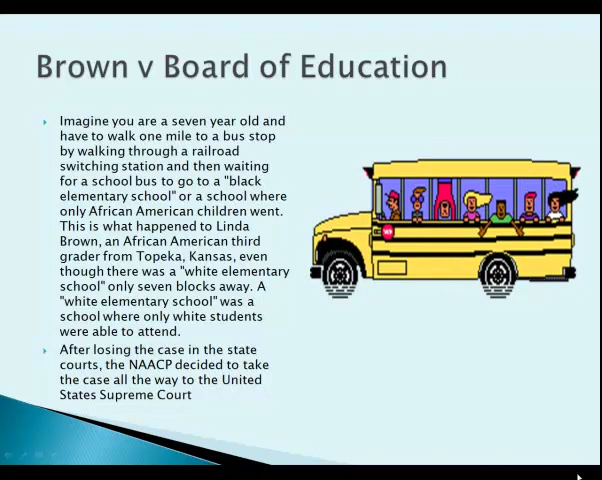 Brown v Board of Education
Imagine you are a seven year old and
have to walk one mile to a bus stop
by walking through a railroad
switching station and then waiting
for a school bus to go to a "black
elementary school" or a school where
only African American children went.
This is what happened to Linda
Brown, an African American third
grader from Topeka, Kansas, even
though there was a "white elementary
school" only seven blocks away. A
"white elementary school" was a
school where only white students
were able to attend.
After losing the case in the state
courts, the NAACP decided to take
the case all the way to the United
States Supreme Court